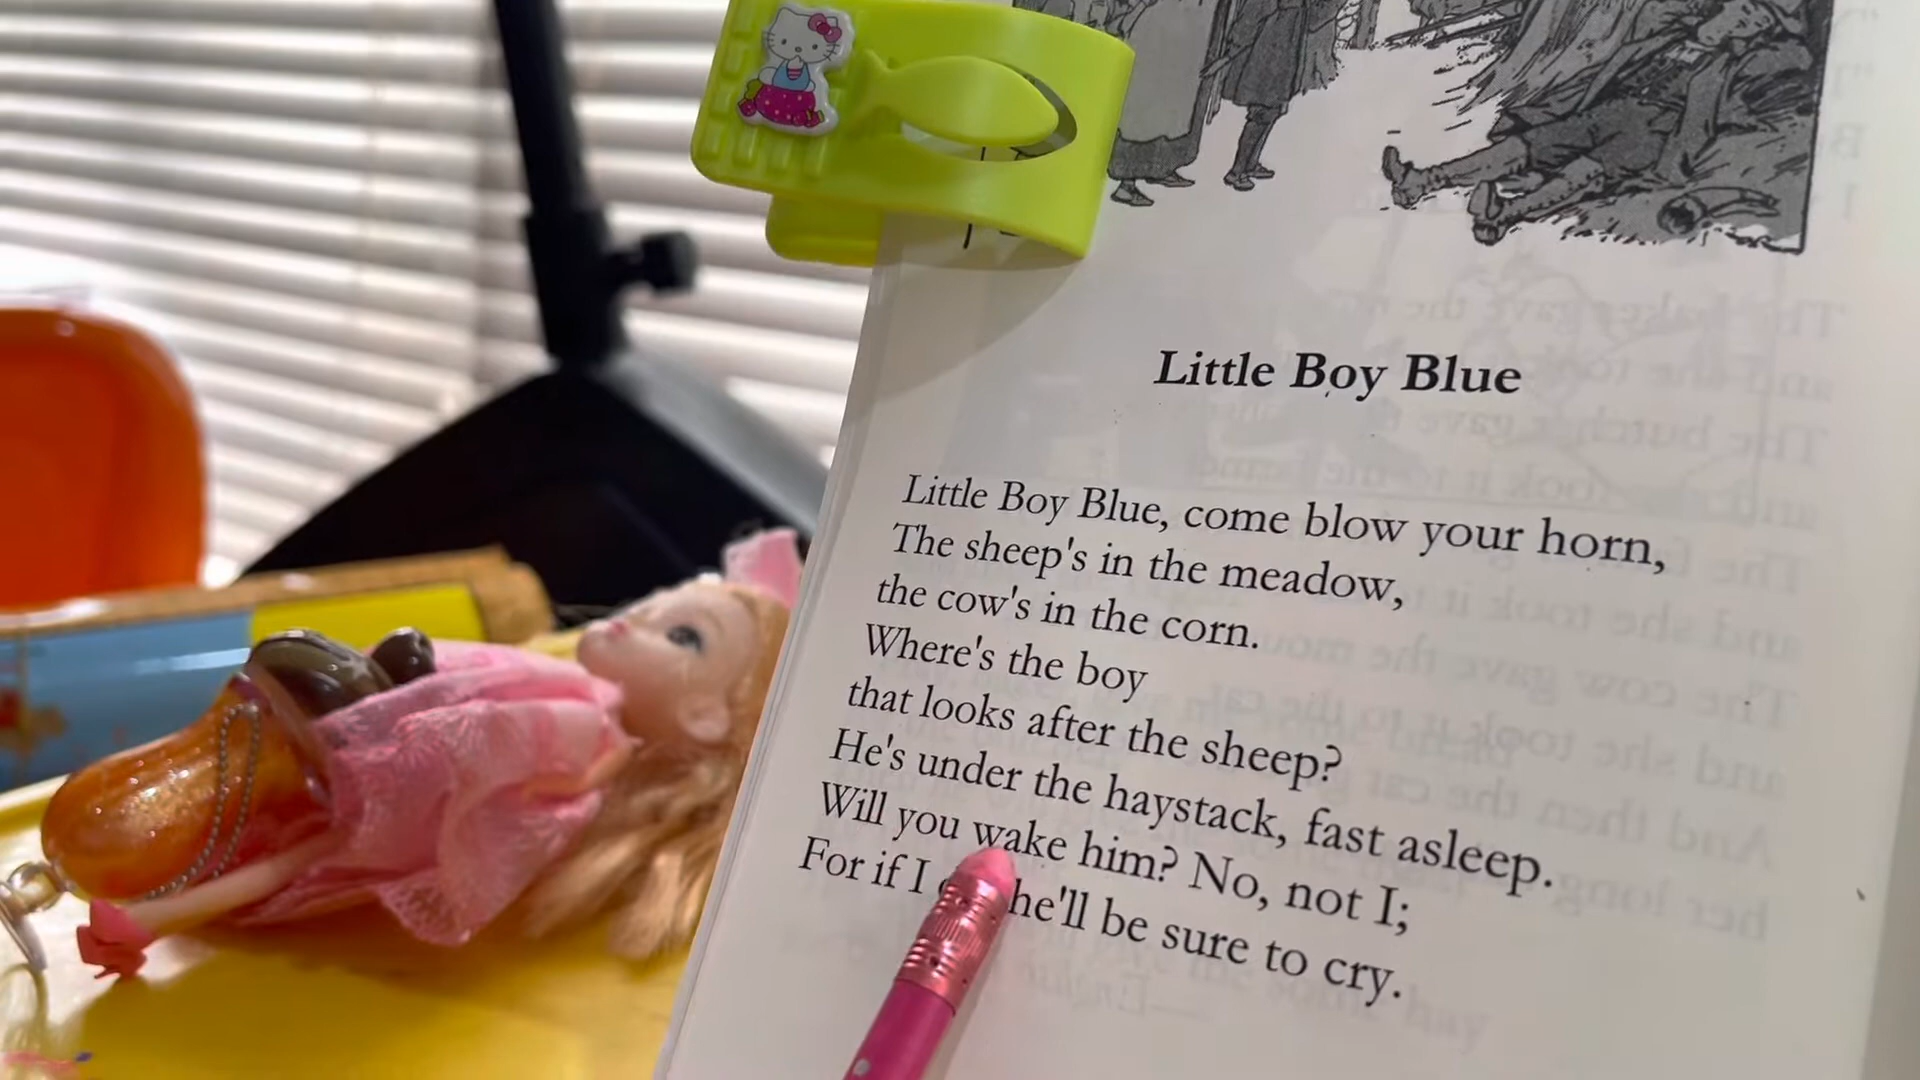 Little Boy Blue
Little Boy Blue, come blow your horn,
The sheep's in the meadow,
the cow's in the corn.
Where's the boy
that looks after the sheep?
He's under the haystack, fast asleep.
Will you wake him? No, not I;
For if I he'll be sure to cry.